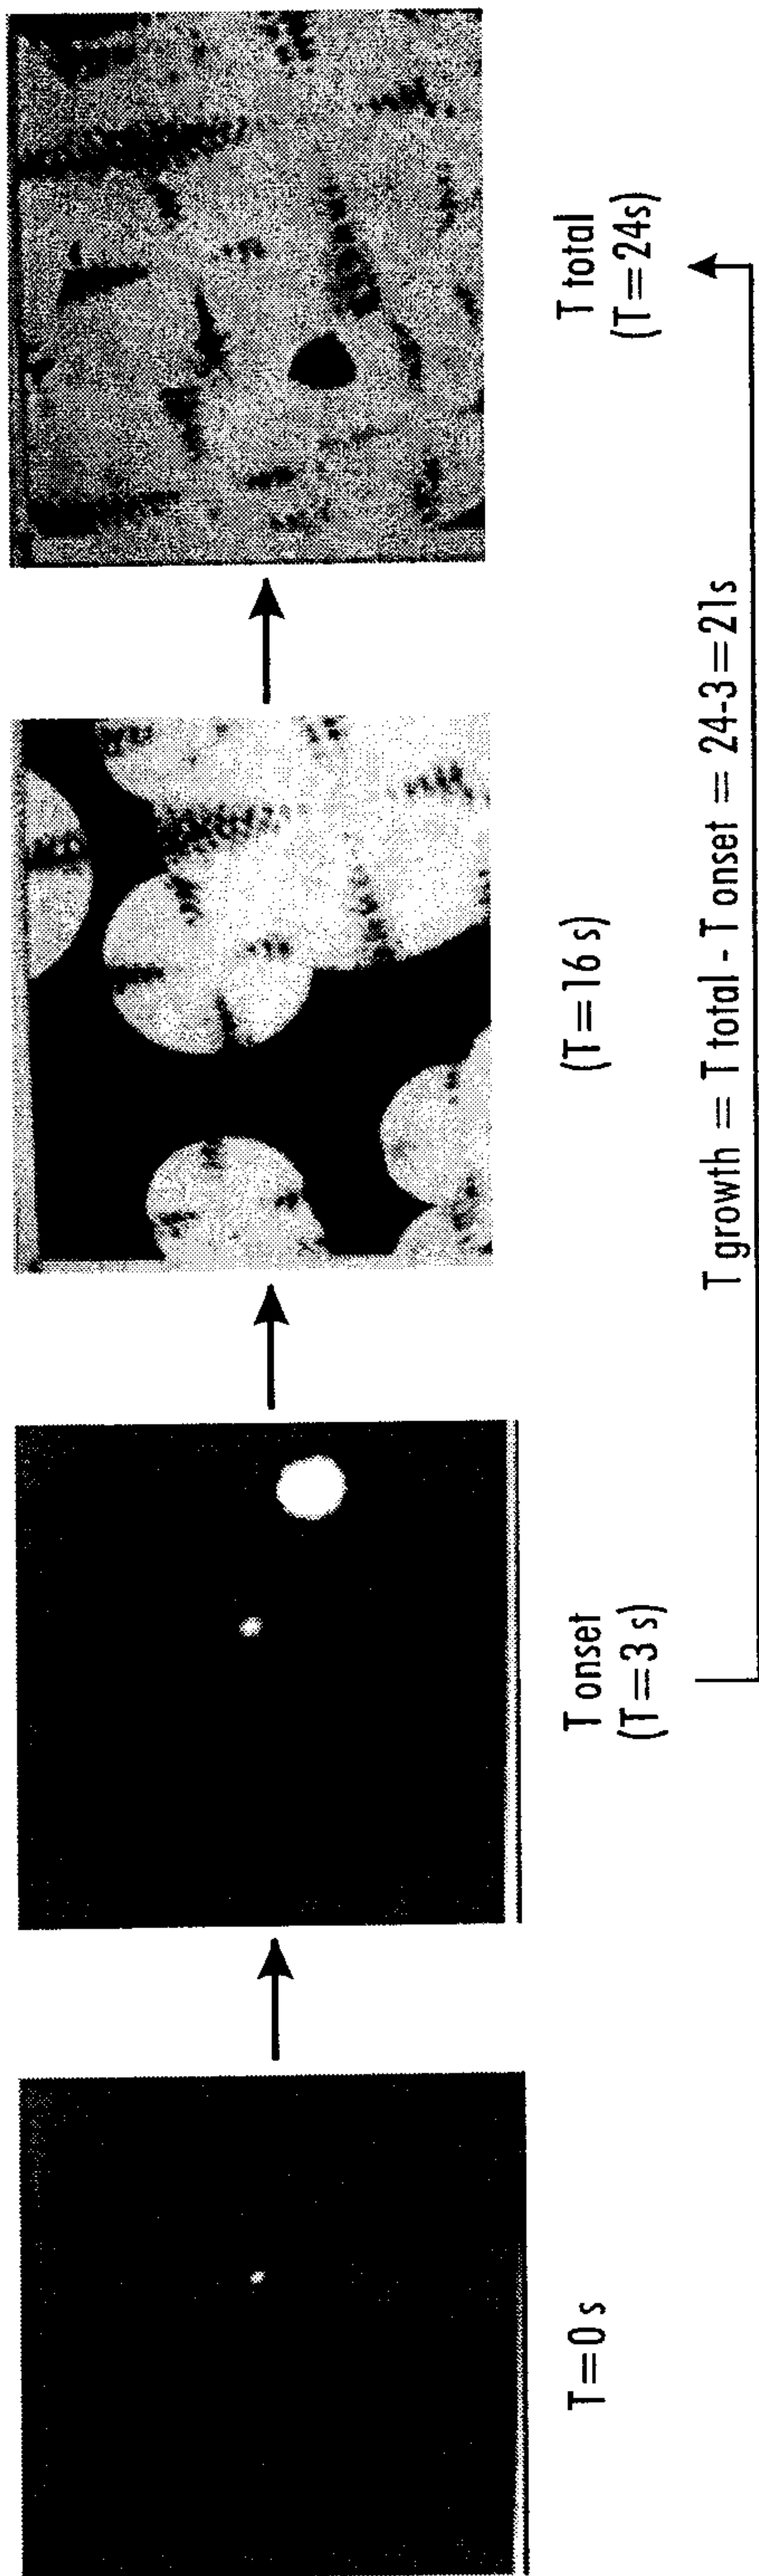 T=0 s
T onset
(T=3 s)
(T=16 s)
T total
(T=24s)
T growth = T total - T onset = 24-3=21s